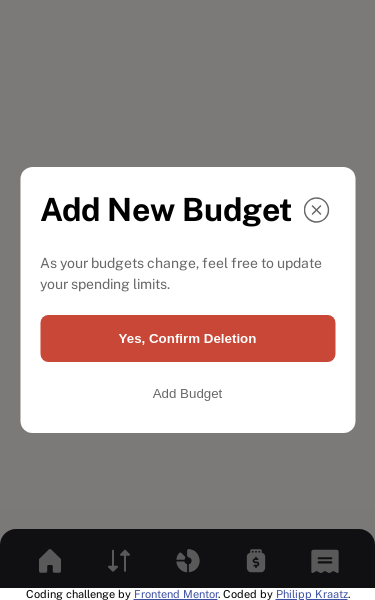 Add New Budget
As your budgets change, feel free to update
your spending limits.
Yes, Confirm Deletion
Add Budget
Coding challenge by Frontend Mentor. Coded by Philipp Kraatz.